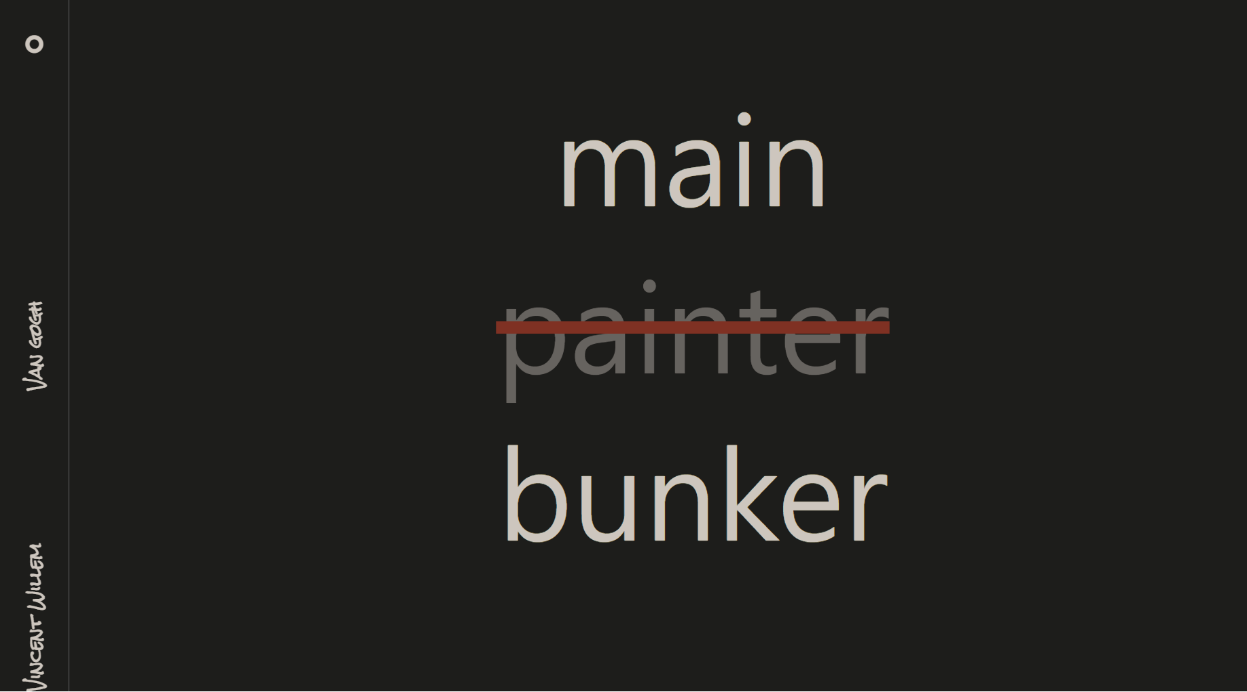 main
painter
bunker
VAN GOGH
VINCENT WILLEM